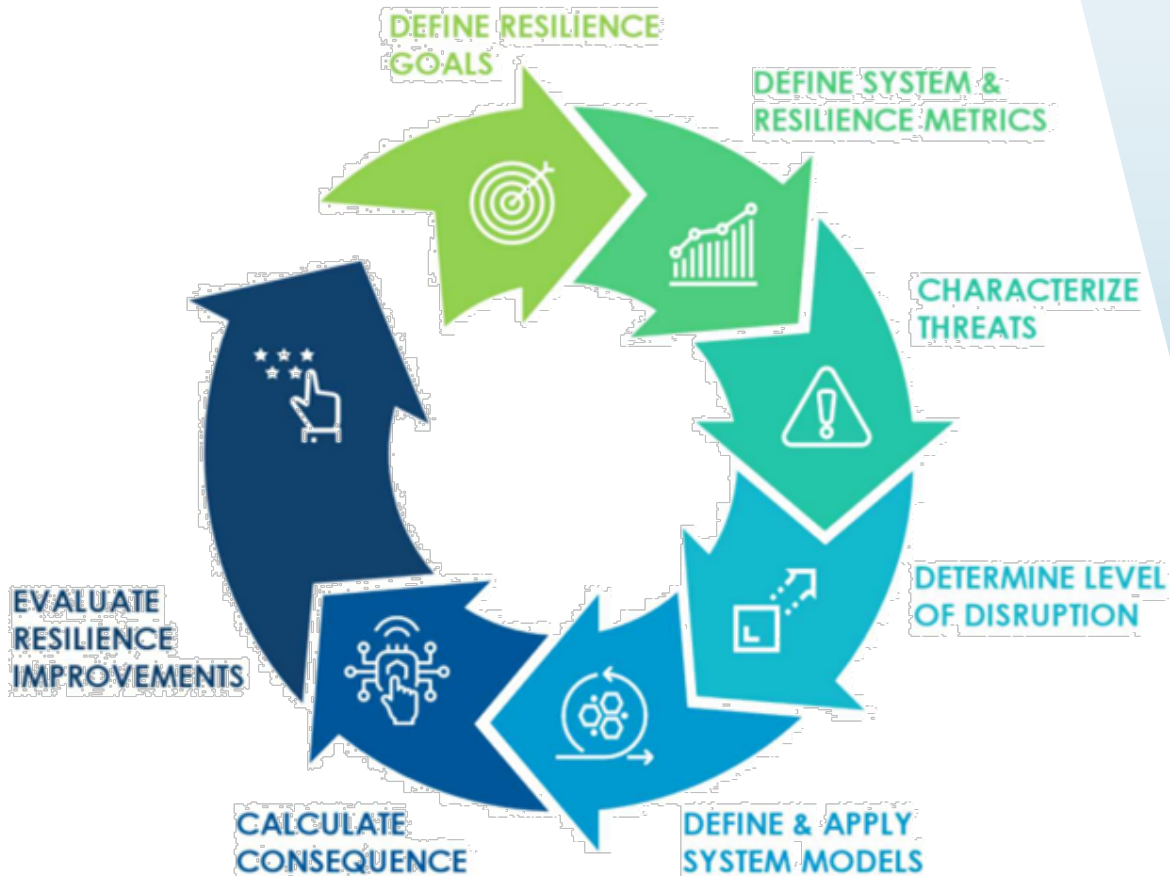 DEFINE RESILIENCE
GOALS
DEFINE SYSTEM &
RESILIENCE METRICS
CHARACTERIZE
THREATS
DETERMINE LEVEL
OF DISRUPTION
DEFINE & APPLY
SYSTEM MODELS
CALCULATE
CONSEQUENCE
EVALUATE
RESILIENCE
IMPROVEMENTS